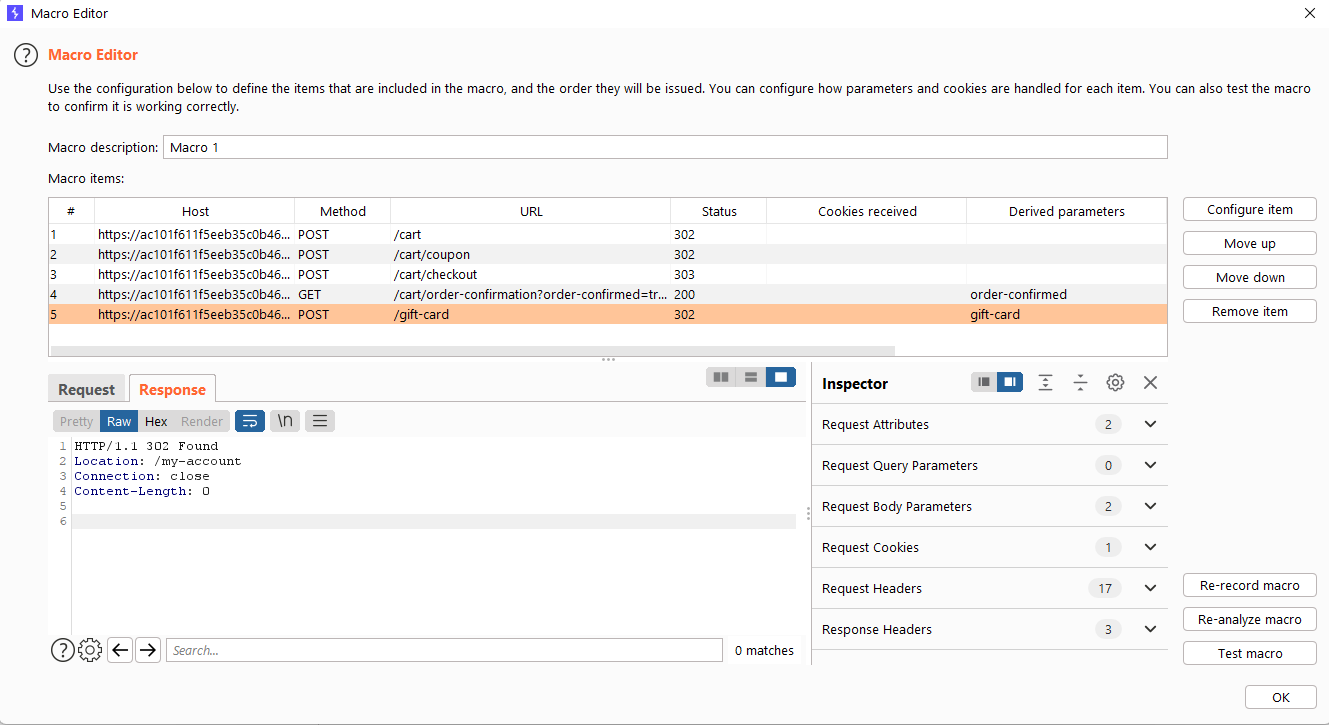 Macro Editor
Macro Editor
Use the configuration below to define the items that are included in the macro, and the order they will be issued. You can configure how parameters and cookies are handled for each item. You can also test the macro
to confirm it is working correctly.
Macro description: Macro 1
Macro items:
# Host Method URL Status Cookies received Derived parameters
1 https://ac101f611f5eeb35c0b46... POST /cart 302
2 https://ac101f611f5eeb35c0b46... POST /cart/coupon 302
3 https://ac101f611f5eeb35c0b46... POST /cart/checkout 303
4 https://ac101f611f5eeb35c0b46... GET /cart/order-confirmation?order-confirmed=tr... 200 order-confirmed
5 https://ac101f611f5eeb35c0b46... POST /gift-card 302 gift-card
Configure item
Move up
Move down
Remove item
Request Response
Pretty Raw Hex Render \n
1 HTTP/1.1 302 Found
2 Location: /my-account
3 Connection: close
4 Content-Length: 0
5
6
Search... 0 matches
Inspector
Request Attributes 2
Request Query Parameters 0
Request Body Parameters 2
Request Cookies 1
Request Headers 17
Response Headers 3
Re-record macro
Re-analyze macro
Test macro
OK